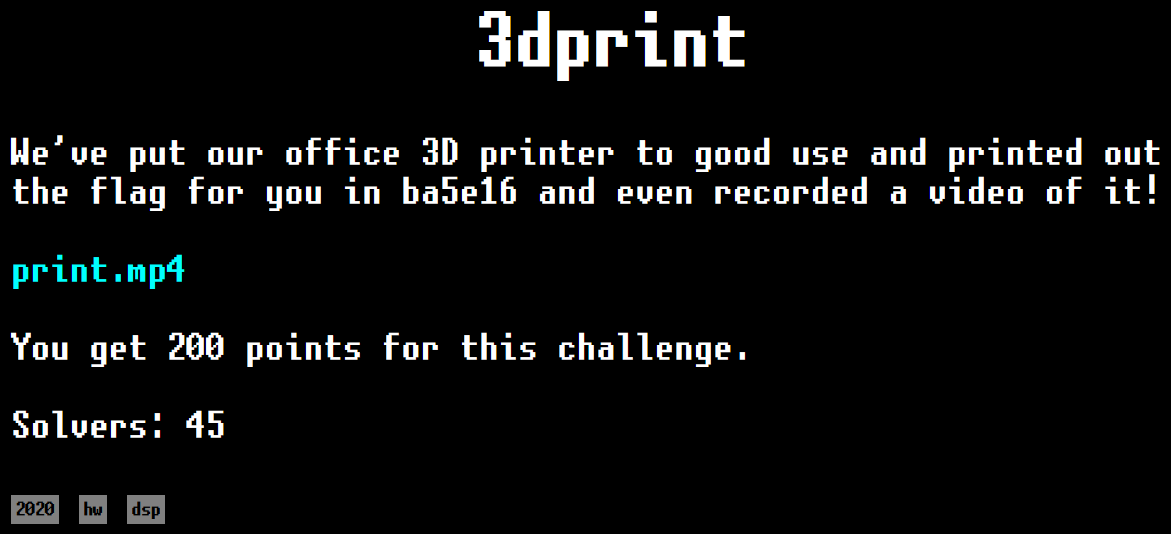 3dprint
We've put our office 3D printer to good use and printed out
the flag for you in ba5e16 and even recorded a video of it!
print.mp4
You get 200 points for this challenge.
Solvers: 45
2020 hw dsp